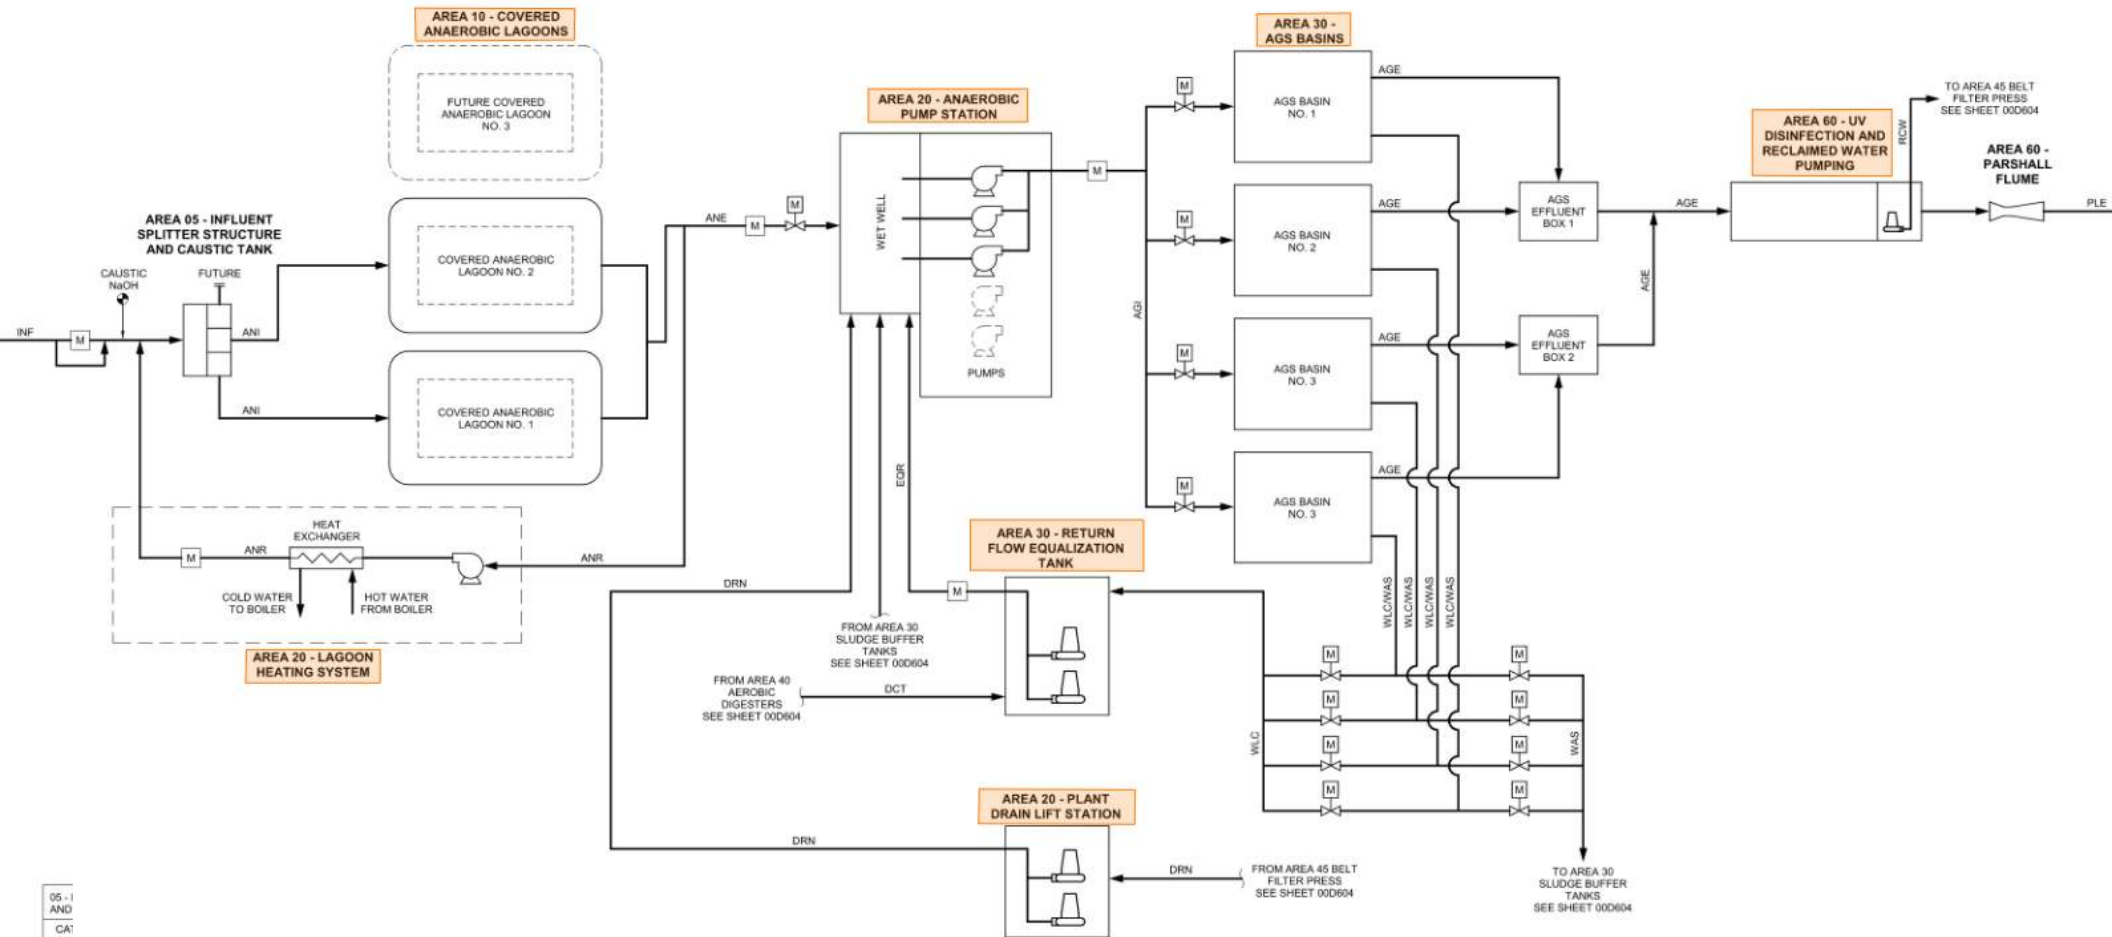 AREA 10 - COVERED
ANAEROBIC LAGOONS
FUTURE COVERED
ANAEROBIC LAGOON
NO. 3
COVERED ANAEROBIC
LAGOON NO. 2
COVERED ANAEROBIC
LAGOON NO. 1
AREA 05 - INFLUENT
SPLITTER STRUCTURE
AND CAUSTIC TANK
CAUSTIC
NaOH
FUTURE
INF
M
ANI
ANI
HEAT
EXCHANGER
M
ANR
COLD WATER
TO BOILER
HOT WATER
FROM BOILER
ANR
AREA 20 - LAGOON
HEATING SYSTEM
ANE
M
M
AREA 20 - ANAEROBIC
PUMP STATION
WET WELL
PUMPS
M
AGI
DRN
EQR
FROM AREA 30
SLUDGE BUFFER
TANKS
SEE SHEET 00D604
M
AREA 30 - RETURN
FLOW EQUALIZATION
TANK
FROM AREA 40
AEROBIC
DIGESTERS
SEE SHEET 00D604
DCT
AREA 20 - PLANT
DRAIN LIFT STATION
DRN
DRN
FROM AREA 45 BELT
FILTER PRESS
SEE SHEET 00D604
AREA 30 -
AGS BASINS
M
AGS BASIN
NO. 1
AGE
M
AGS BASIN
NO. 2
AGE
M
AGS BASIN
NO. 3
AGE
M
AGS BASIN
NO. 3
AGE
AGS
EFFLUENT
BOX 1
AGS
EFFLUENT
BOX 2
AGE
AGE
AREA 60 - UV
DISINFECTION AND
RECLAIMED WATER
PUMPING
RCW
TO AREA 45 BELT
FILTER PRESS
SEE SHEET 00D604
AREA 60 -
PARSHALL
FLUME
PLE
WLC/WAS
WLC/WAS
WLC/WAS
WLC/WAS
M
M
M
M
M
M
M
M
WLC
WAS
TO AREA 30
SLUDGE BUFFER
TANKS
SEE SHEET 00D604
05 -
AND